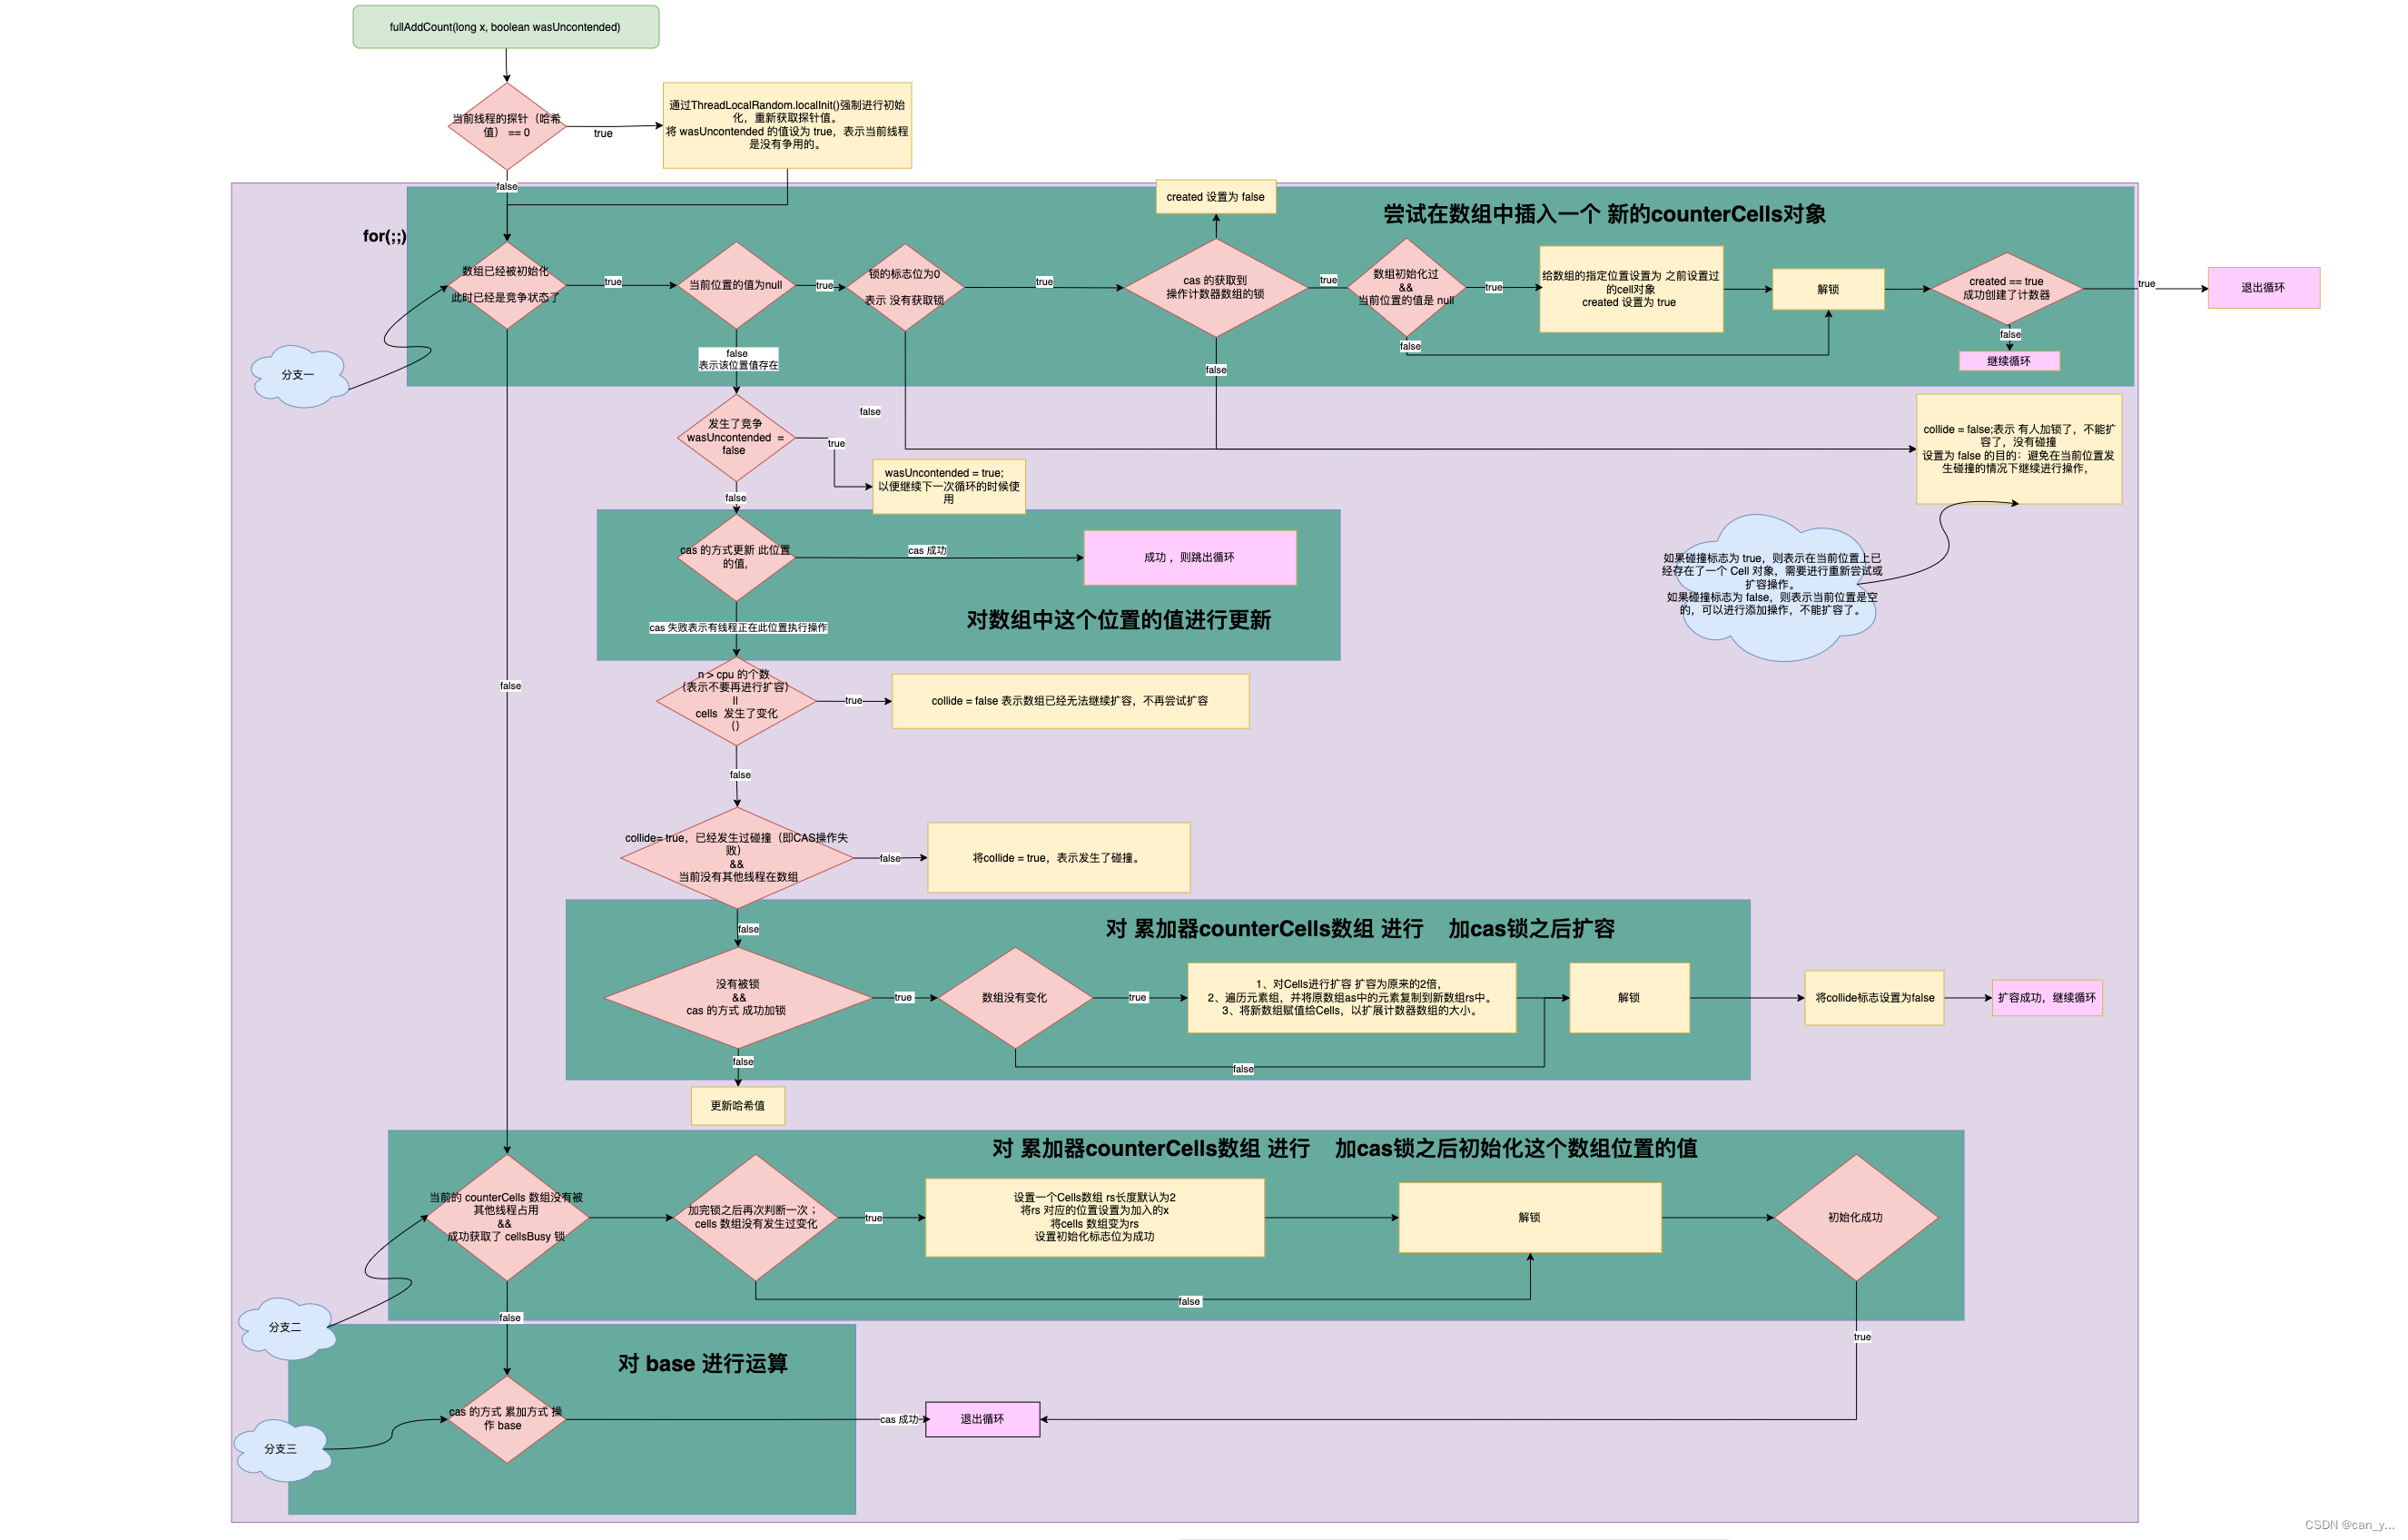 fullAddCount(long x, boolean wasUncontended)
当前线程的探针（哈希
值） == 0
true
通过ThreadLocalRandom.localInit()强制进行初始
化，重新获取探针值。
将 wasUncontended 的值设为 true，表示当前线程
是没有争用的。
false
for(;;)
created 设置为 false
尝试在数组中插入一个 新的counterCells对象
数组已经被初始化
此时已经是竞争状态了
true
当前位置的值为null
true
锁的标志位为0
表示 没有获取锁
true
cas 的获取到
操作计数器数组的锁
true
数组初始化过
&&
当前位置的值是 null
true
给数组的指定位置设置为 之前设置过
的cell对象
created 设置为 true
解锁
created == true
成功创建了计数器
true
退出循环
false
继续循环
false
false
表示该位置值存在
false
分支一
发生了竞争
wasUncontended =
false
false
true
wasUncontended = true;
以便继续下一次循环的时候使
用
false
collide = false;表示 有人加锁了，不能扩
容了，没有碰撞
设置为 false 的目的：避免在当前位置发
生碰撞的情况下继续进行操作，
cas 的方式更新 此位置
的值,
cas 成功
成功 ，则跳出循环
对数组中这个位置的值进行更新
cas 失败表示有线程正在此位置执行操作
如果碰撞标志为 true，则表示在当前位置上已
经存在了一个 Cell 对象，需要进行重新尝试或
扩容操作。
如果碰撞标志为 false，则表示当前位置是空
的，可以进行添加操作，不能扩容了。
false
n > cpu 的个数
（表示不要再进行扩容）
||
cells 发生了变化
（）
true
collide = false 表示数组已经无法继续扩容，不再尝试扩容
false
collide= true，已经发生过碰撞（即CAS操作失
败）
&&
当前没有其他线程在数组
false
将collide = true，表示发生了碰撞。
false
对 累加器counterCells数组 进行 加cas锁之后扩容
没有被锁
&&
cas 的方式 成功加锁
true
数组没有变化
true
1、对Cells进行扩容 扩容为原来的2倍，
2、遍历元素组，并将原数组as中的元素复制到新数组rs中。
3、将新数组赋值给Cells，以扩展计数器数组的大小。
解锁
将collide标志设置为false
扩容成功，继续循环
false
false
更新哈希值
对 累加器counterCells数组 进行 加cas锁之后初始化这个数组位置的值
当前的 counterCells 数组没有被
其他线程占用
&&
成功获取了 cellsBusy 锁
加完锁之后再次判断一次；
cells 数组没有发生过变化
true
设置一个Cells数组 rs长度默认为2
将rs 对应的位置设置为加入的x
将cells 数组变为rs
设置初始化标志位为成功
解锁
初始化成功
false
false
分支二
true
对 base 进行运算
cas 的方式 累加方式 操
作 base
cas 成功
退出循环
分支三
CSDN @can_y...